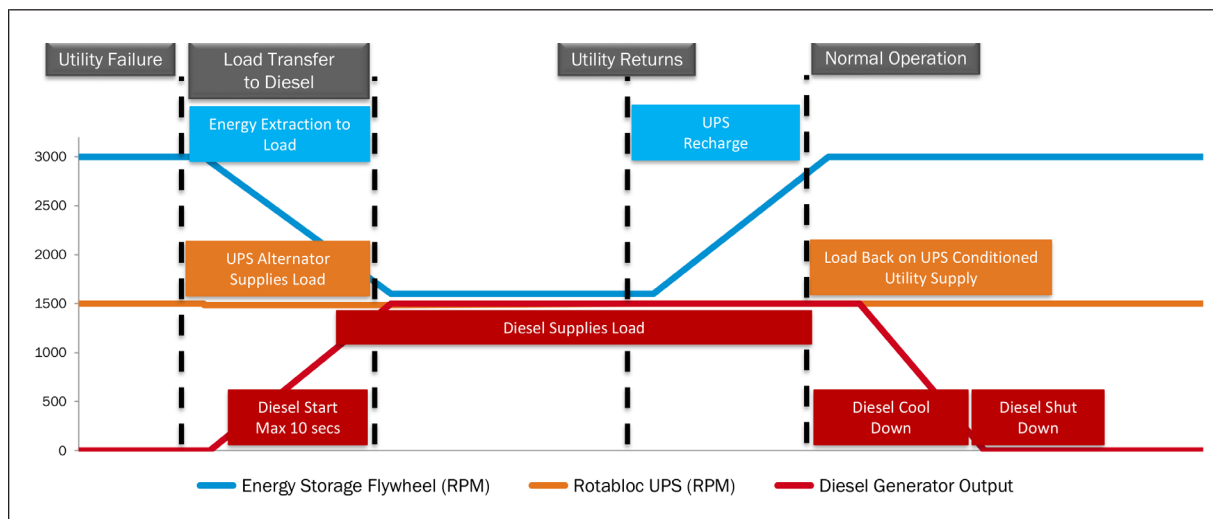 Utility Failure
Load Transfer
to Diesel
Utility Returns
Normal Operation
Energy Extraction to
Load
UPS
Recharge
3000
2500
2000
1500
1000
500
0
UPS Alternator
Supplies Load
Load Back on UPS Conditioned
Utility Supply
Diesel Supplies Load
Diesel Start
Max 10 secs
Diesel Cool
Down
Diesel Shut
Down
Energy Storage Flywheel (RPM)
Rotabloc UPS (RPM)
Diesel Generator Output